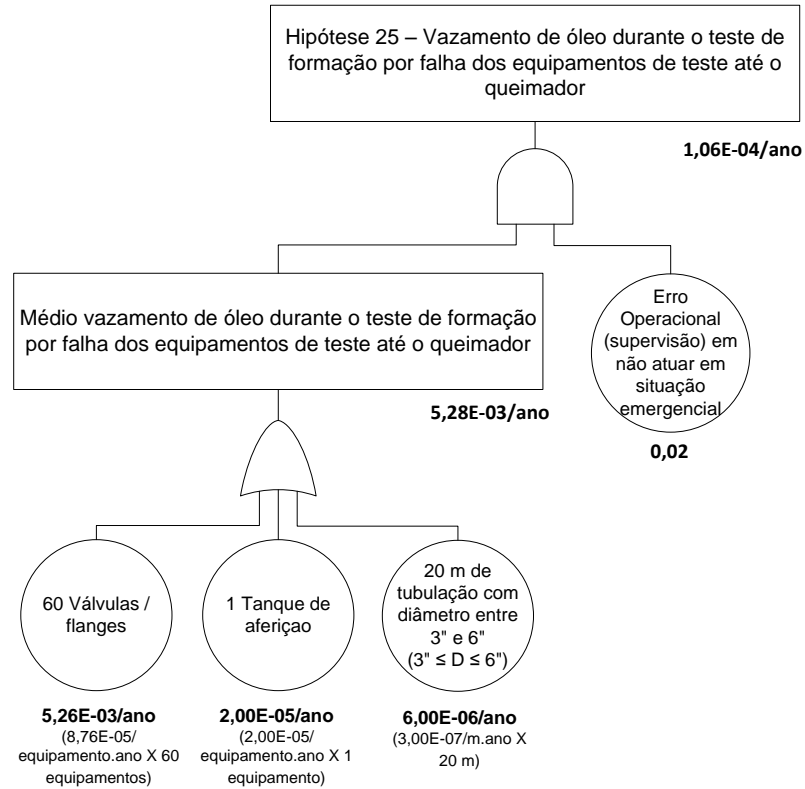 Hipótese 25 – Vazamento de óleo durante o teste de
formação por falha dos equipamentos de teste até o
queimador
1,06E-04/ano
Médio vazamento de óleo durante o teste de formação
por falha dos equipamentos de teste até o queimador
5,28E-03/ano
Erro
Operacional
(supervisão) em
não atuar em
situação
emergencial
0,02
60 Válvulas /
flanges
5,26E-03/ano
(8,76E-05/
equipamento.ano X 60
equipamentos)
1 Tanque de
aferiçao
2,00E-05/ano
(2,00E-05/
equipamento.ano X 1
equipamento)
20 m de
tubulação com
diâmetro entre
3" e 6"
(3" ≤ D ≤ 6")
6,00E-06/ano
(3,00E-07/m.ano X
20 m)